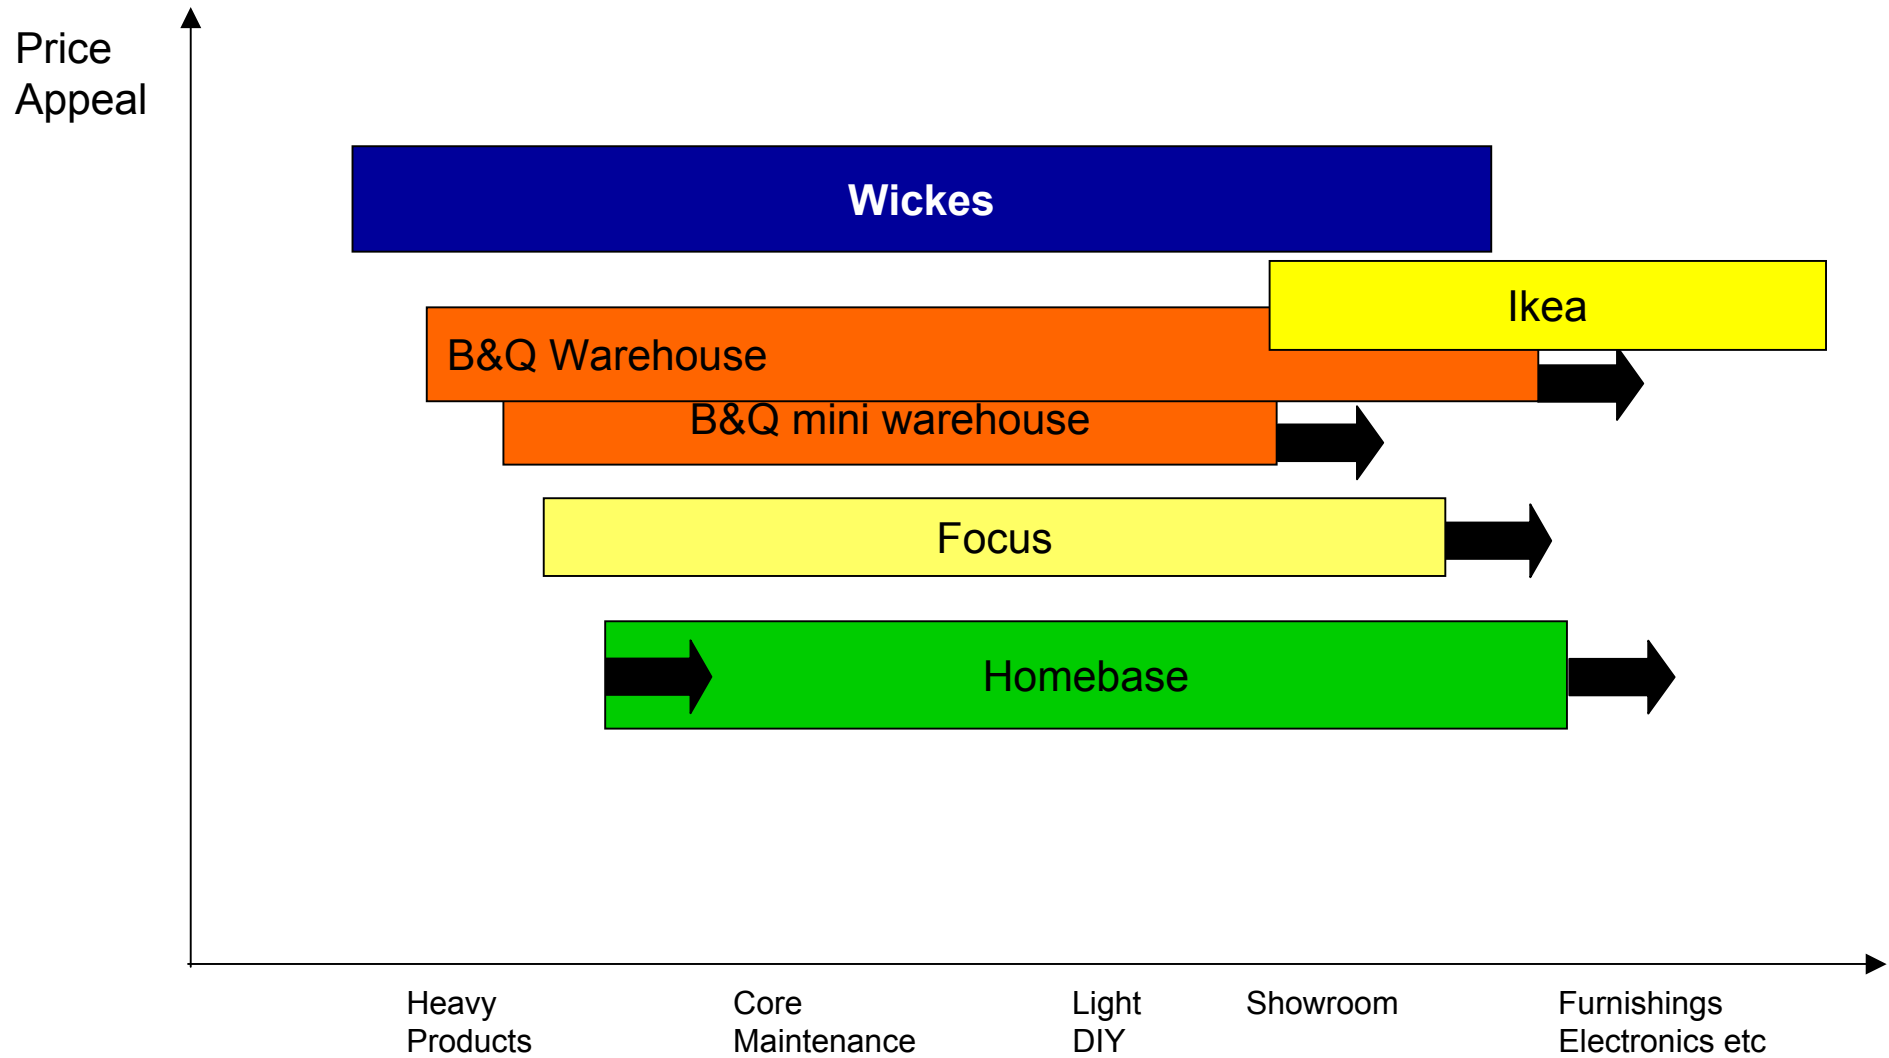 Price
Appeal
Wickes
Ikea
B&Q Warehouse
B&Q mini warehouse
Focus
Homebase
Heavy
Products
Core
Maintenance
Light
DIY
Showroom
Furnishings
Electronics etc